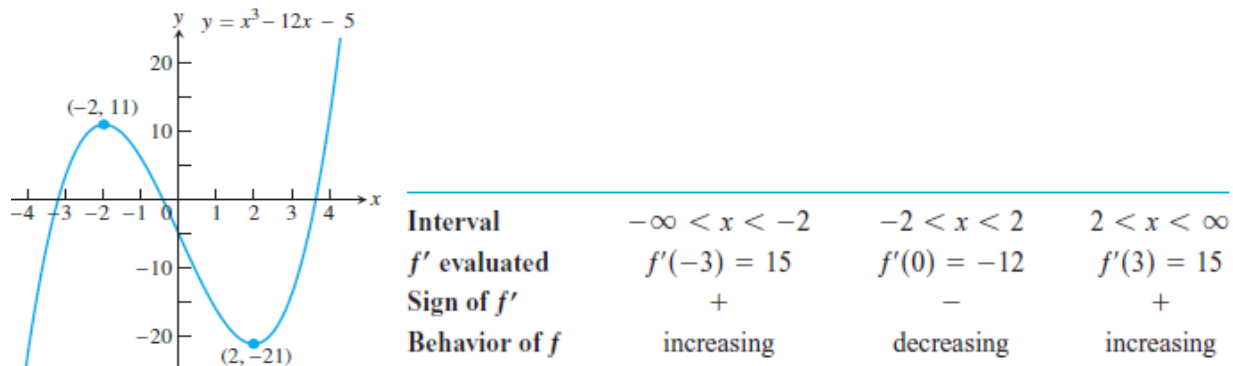 y y = x³ – 12x – 5
20
(–2, 11)
10
–4 –3 –2 –1 0 1 2 3 4 x
–10
–20
(2, –21)
Interval −∞ < x < −2 −2 < x < 2 2 < x < ∞
f′ evaluated f′(−3) = 15 f′(0) = −12 f′(3) = 15
Sign of f′ + − +
Behavior of f increasing decreasing increasing